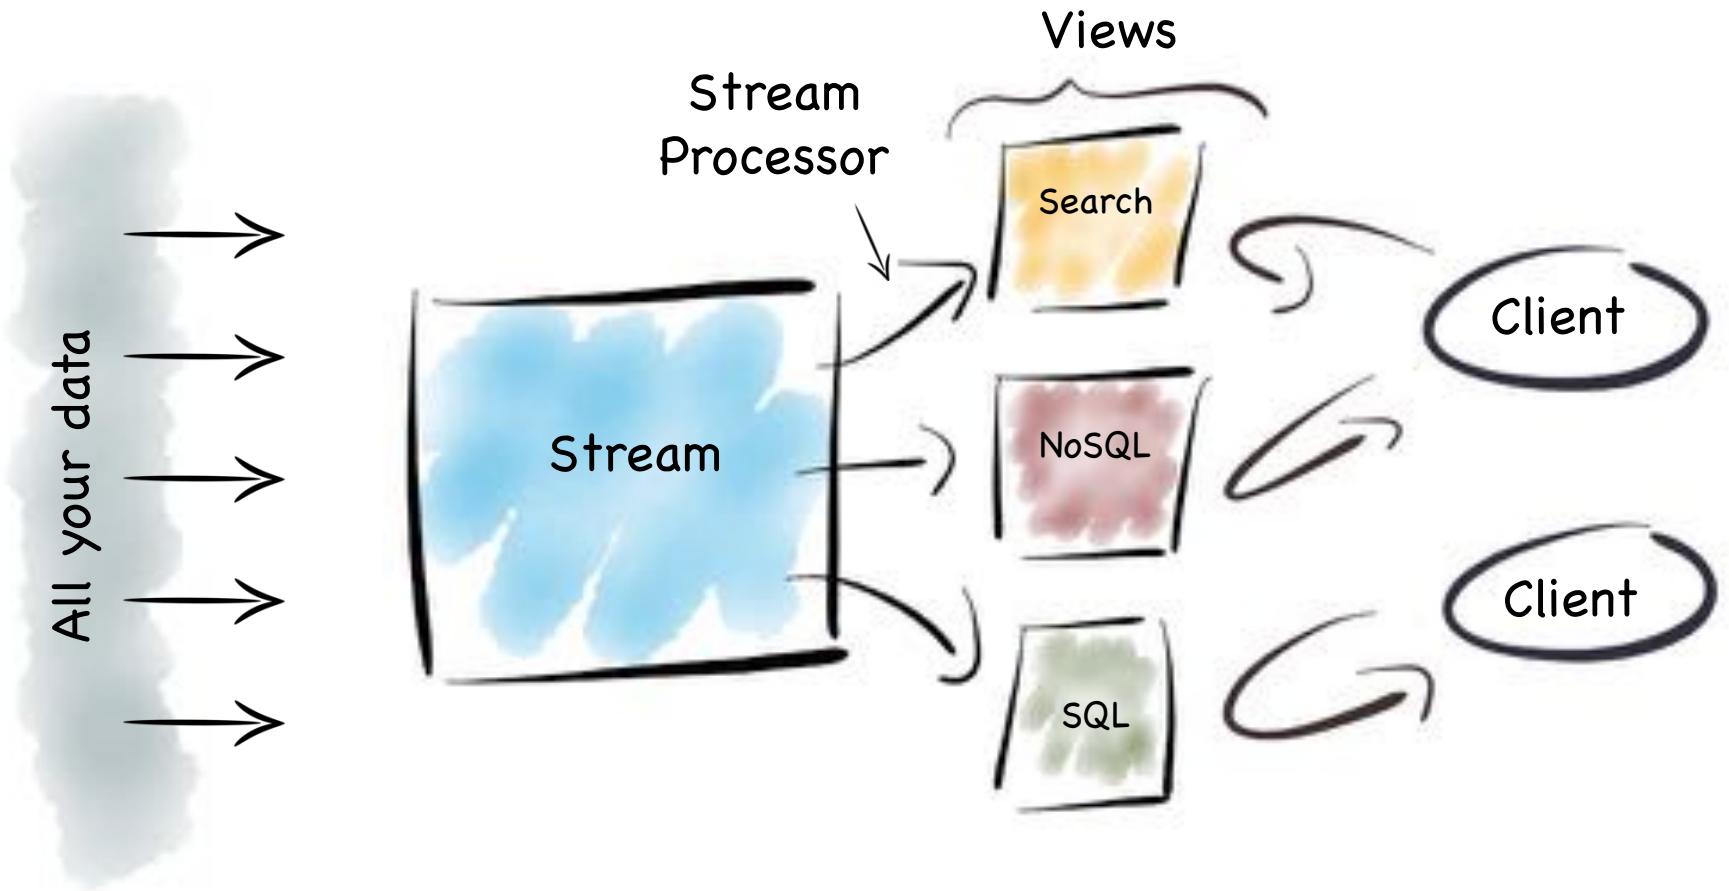 Views
Stream
Processor
Search
All your data
Stream
NoSQL
SQL
Client
Client